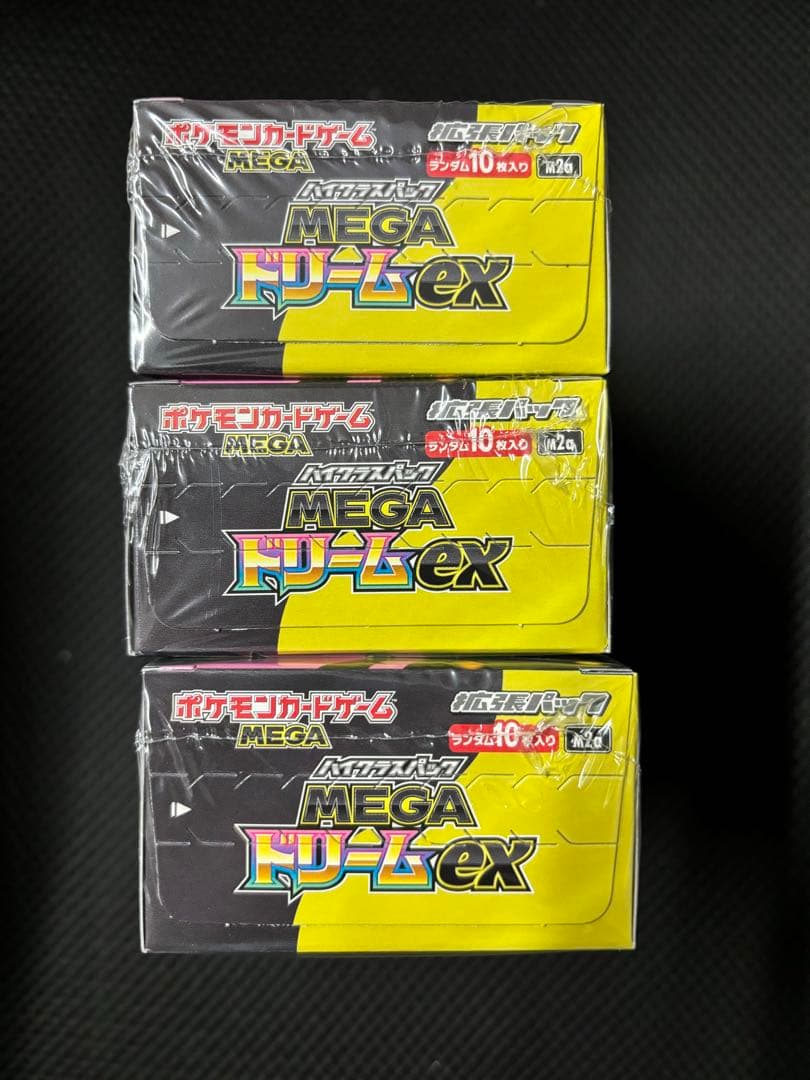 ポケモンカードゲーム
MEGA
拡張パック
ランダム10枚入り M2a
ハイクラスパック
MEGA
ドリームex
ポケモンカードゲーム
MEGA
拡張パック
ランダム10枚入り M2a
ハイクラスパック
MEGA
ドリームex
ポケモンカードゲーム
MEGA
拡張パック
ランダム10枚入り M2a
ハイクラスパック
MEGA
ドリームex